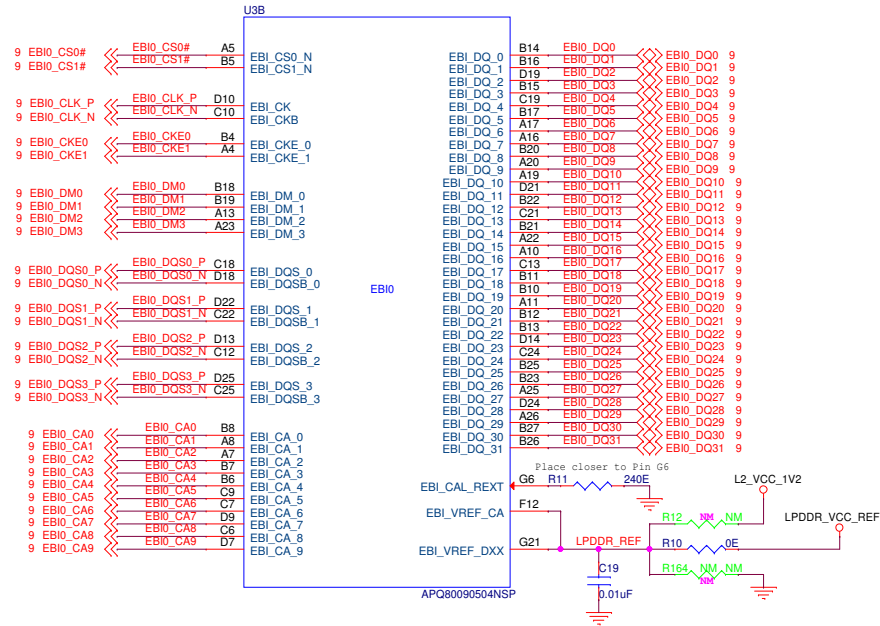 U3B
9 EBI0_CS0# EBI0_CS0# A5 EBI_CS0_N
9 EBI0_CS1# EBI0_CS1# B5 EBI_CS1_N
9 EBI0_CLK_P EBI0_CLK_P D10 EBI_CK
9 EBI0_CLK_N EBI0_CLK_N C10 EBI_CKB
9 EBI0_CKE0 EBI0_CKE0 B4 EBI_CKE_0
9 EBI0_CKE1 EBI0_CKE1 A4 EBI_CKE_1
9 EBI0_DM0 EBI0_DM0 B18 EBI_DM_0
9 EBI0_DM1 EBI0_DM1 B19 EBI_DM_1
9 EBI0_DM2 EBI0_DM2 A13 EBI_DM_2
9 EBI0_DM3 EBI0_DM3 A23 EBI_DM_3
9 EBI0_DQS0_P EBI0_DQS0_P C18 EBI_DQS_0
9 EBI0_DQS0_N EBI0_DQS0_N D18 EBI_DQSB_0
9 EBI0_DQS1_P EBI0_DQS1_P D22 EBI_DQS_1
9 EBI0_DQS1_N EBI0_DQS1_N C22 EBI_DQSB_1
9 EBI0_DQS2_P EBI0_DQS2_P D13 EBI_DQS_2
9 EBI0_DQS2_N EBI0_DQS2_N C12 EBI_DQSB_2
9 EBI0_DQS3_P EBI0_DQS3_P D25 EBI_DQS_3
9 EBI0_DQS3_N EBI0_DQS3_N C25 EBI_DQSB_3
9 EBI0_CA0 EBI0_CA0 B8 EBI_CA_0
9 EBI0_CA1 EBI0_CA1 A8 EBI_CA_1
9 EBI0_CA2 EBI0_CA2 A7 EBI_CA_2
9 EBI0_CA3 EBI0_CA3 B7 EBI_CA_3
9 EBI0_CA4 EBI0_CA4 B6 EBI_CA_4
9 EBI0_CA5 EBI0_CA5 C9 EBI_CA_5
9 EBI0_CA6 EBI0_CA6 C7 EBI_CA_6
9 EBI0_CA7 EBI0_CA7 D9 EBI_CA_7
9 EBI0_CA8 EBI0_CA8 C6 EBI_CA_8
9 EBI0_CA9 EBI0_CA9 D7 EBI_CA_9
EBI0
EBI_DQ_0 B14 EBI0_DQ0 EBI0_DQ0 9
EBI_DQ_1 B16 EBI0_DQ1 EBI0_DQ1 9
EBI_DQ_2 D19 EBI0_DQ2 EBI0_DQ2 9
EBI_DQ_3 B15 EBI0_DQ3 EBI0_DQ3 9
EBI_DQ_4 C19 EBI0_DQ4 EBI0_DQ4 9
EBI_DQ_5 B17 EBI0_DQ5 EBI0_DQ5 9
EBI_DQ_6 A17 EBI0_DQ6 EBI0_DQ6 9
EBI_DQ_7 A16 EBI0_DQ7 EBI0_DQ7 9
EBI_DQ_8 B20 EBI0_DQ8 EBI0_DQ8 9
EBI_DQ_9 A20 EBI0_DQ9 EBI0_DQ9 9
EBI_DQ_10 A19 EBI0_DQ10 EBI0_DQ10 9
EBI_DQ_11 D21 EBI0_DQ11 EBI0_DQ11 9
EBI_DQ_12 B22 EBI0_DQ12 EBI0_DQ12 9
EBI_DQ_13 C21 EBI0_DQ13 EBI0_DQ13 9
EBI_DQ_14 B21 EBI0_DQ14 EBI0_DQ14 9
EBI_DQ_15 A22 EBI0_DQ15 EBI0_DQ15 9
EBI_DQ_16 A10 EBI0_DQ16 EBI0_DQ16 9
EBI_DQ_17 C13 EBI0_DQ17 EBI0_DQ17 9
EBI_DQ_18 B11 EBI0_DQ18 EBI0_DQ18 9
EBI_DQ_19 B10 EBI0_DQ19 EBI0_DQ19 9
EBI_DQ_20 A11 EBI0_DQ20 EBI0_DQ20 9
EBI_DQ_21 B12 EBI0_DQ21 EBI0_DQ21 9
EBI_DQ_22 B13 EBI0_DQ22 EBI0_DQ22 9
EBI_DQ_23 D14 EBI0_DQ23 EBI0_DQ23 9
EBI_DQ_24 C24 EBI0_DQ24 EBI0_DQ24 9
EBI_DQ_25 B25 EBI0_DQ25 EBI0_DQ25 9
EBI_DQ_26 B23 EBI0_DQ26 EBI0_DQ26 9
EBI_DQ_27 A25 EBI0_DQ27 EBI0_DQ27 9
EBI_DQ_28 D24 EBI0_DQ28 EBI0_DQ28 9
EBI_DQ_29 A26 EBI0_DQ29 EBI0_DQ29 9
EBI_DQ_30 B27 EBI0_DQ30 EBI0_DQ30 9
EBI_DQ_31 B26 EBI0_DQ31 EBI0_DQ31 9
Place closer to Pin G6
EBI_CAL_REXT G6 R11 240E
L2_VCC_1V2
EBI_VREF_CA F12
R12 NM NM
LPDDR_VCC_REF
EBI_VREF_DXX G21 LPDDR_REF R10 0E
R164 NM NM
NM
C19
0.01uF
APQ80090504NSP